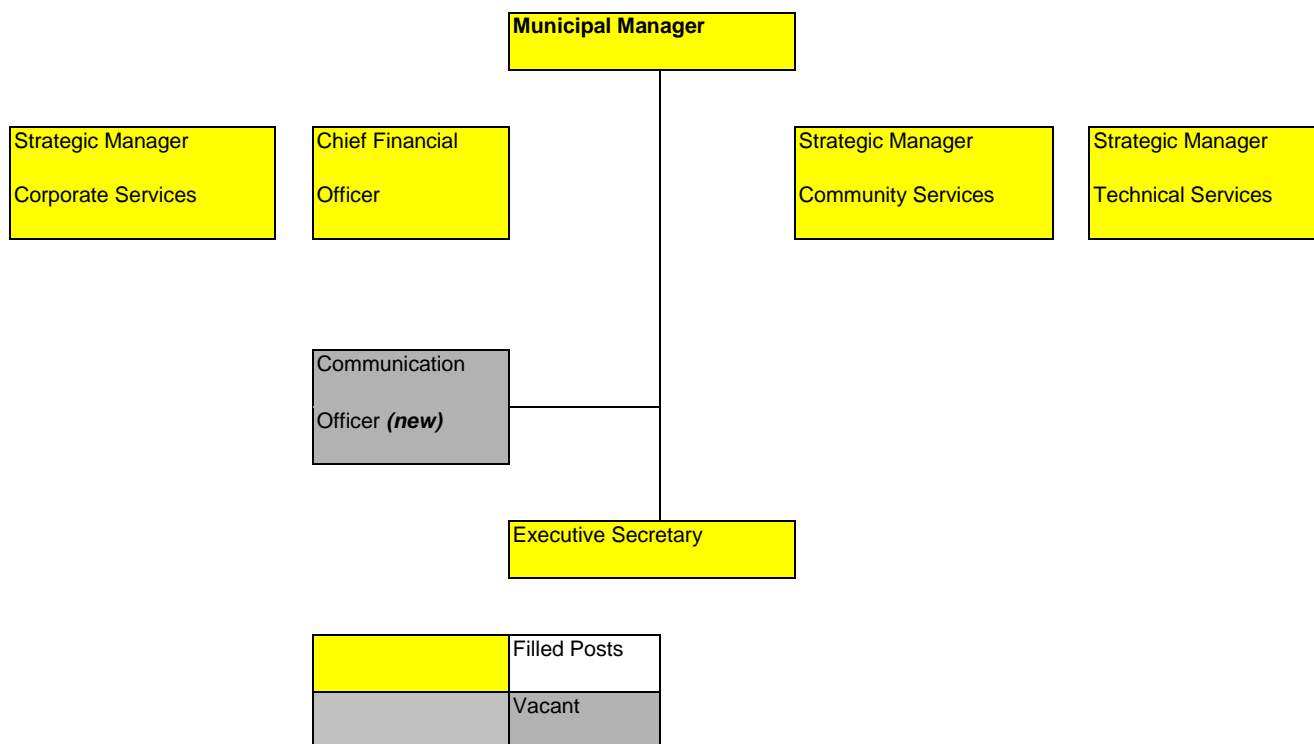 Municipal Manager
Strategic Manager
Corporate Services
Chief Financial
Officer
Strategic Manager
Community Services
Strategic Manager
Technical Services
Communication
Officer (new)
Executive Secretary
Filled Posts
Vacant